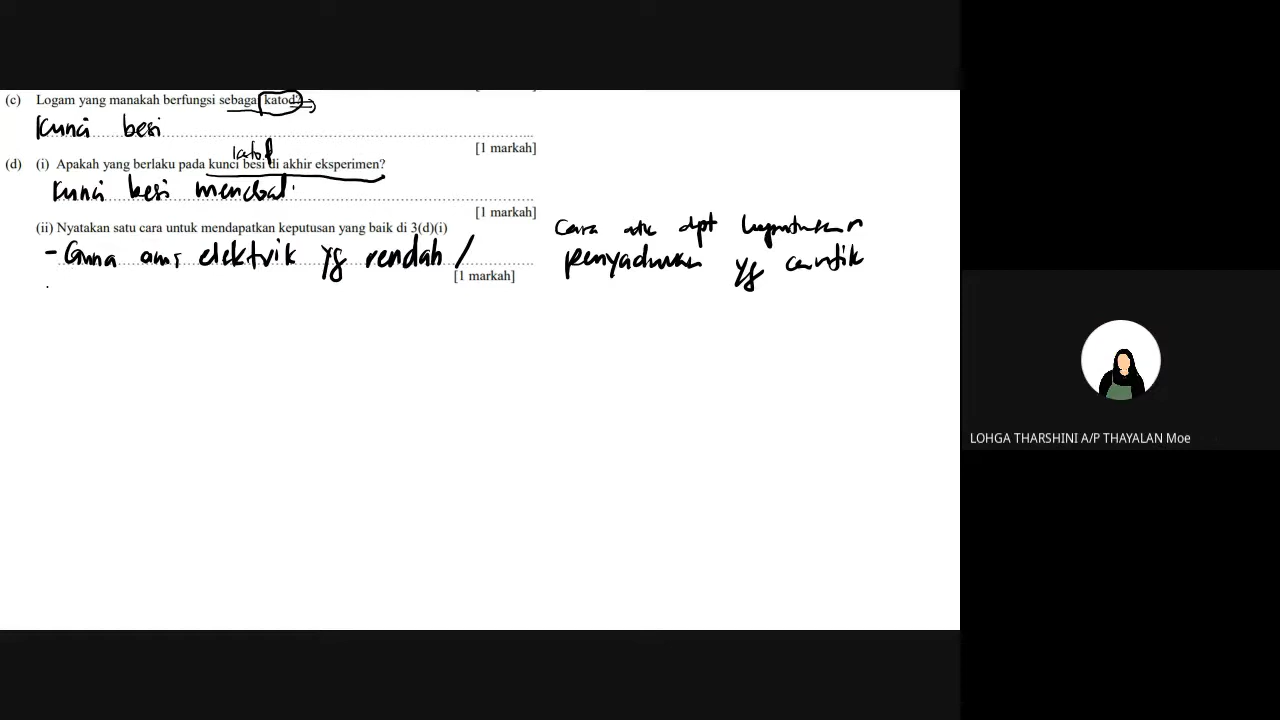 (c) Logam yang manakah berfungsi sebagai katod?
Kunci besi
[1 markah]
katod
(d) (i) Apakah yang berlaku pada kunci besi di akhir eksperimen?
Kunci besi
[1 markah]
(ii) Nyatakan satu cara untuk mendapatkan keputusan yang baik di 3(d)(i)
Cara utk dpt keputusan
- Guna arus elektrik yg rendah /
penyaduran yg cantik
[1 markah]
LOHGA THARSHINI A/P THAYALAN Moe